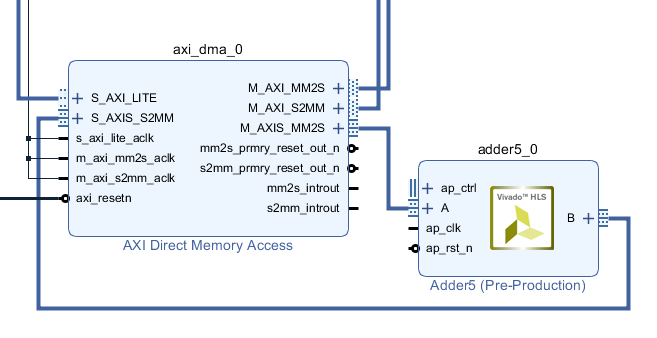 axi_dma_0
S_AXI_LITE
S_AXIS_S2MM
s_axi_lite_aclk
m_axi_mm2s_aclk
m_axi_s2mm_aclk
axi_resetn
M_AXI_MM2S
M_AXI_S2MM
M_AXIS_MM2S
mm2s_prmry_reset_out_n
s2mm_prmry_reset_out_n
mm2s_introut
s2mm_introut
AXI Direct Memory Access
adder5_0
ap_ctrl
A
ap_clk
ap_rst_n
Vivado™ HLS
B
Adder5 (Pre-Production)